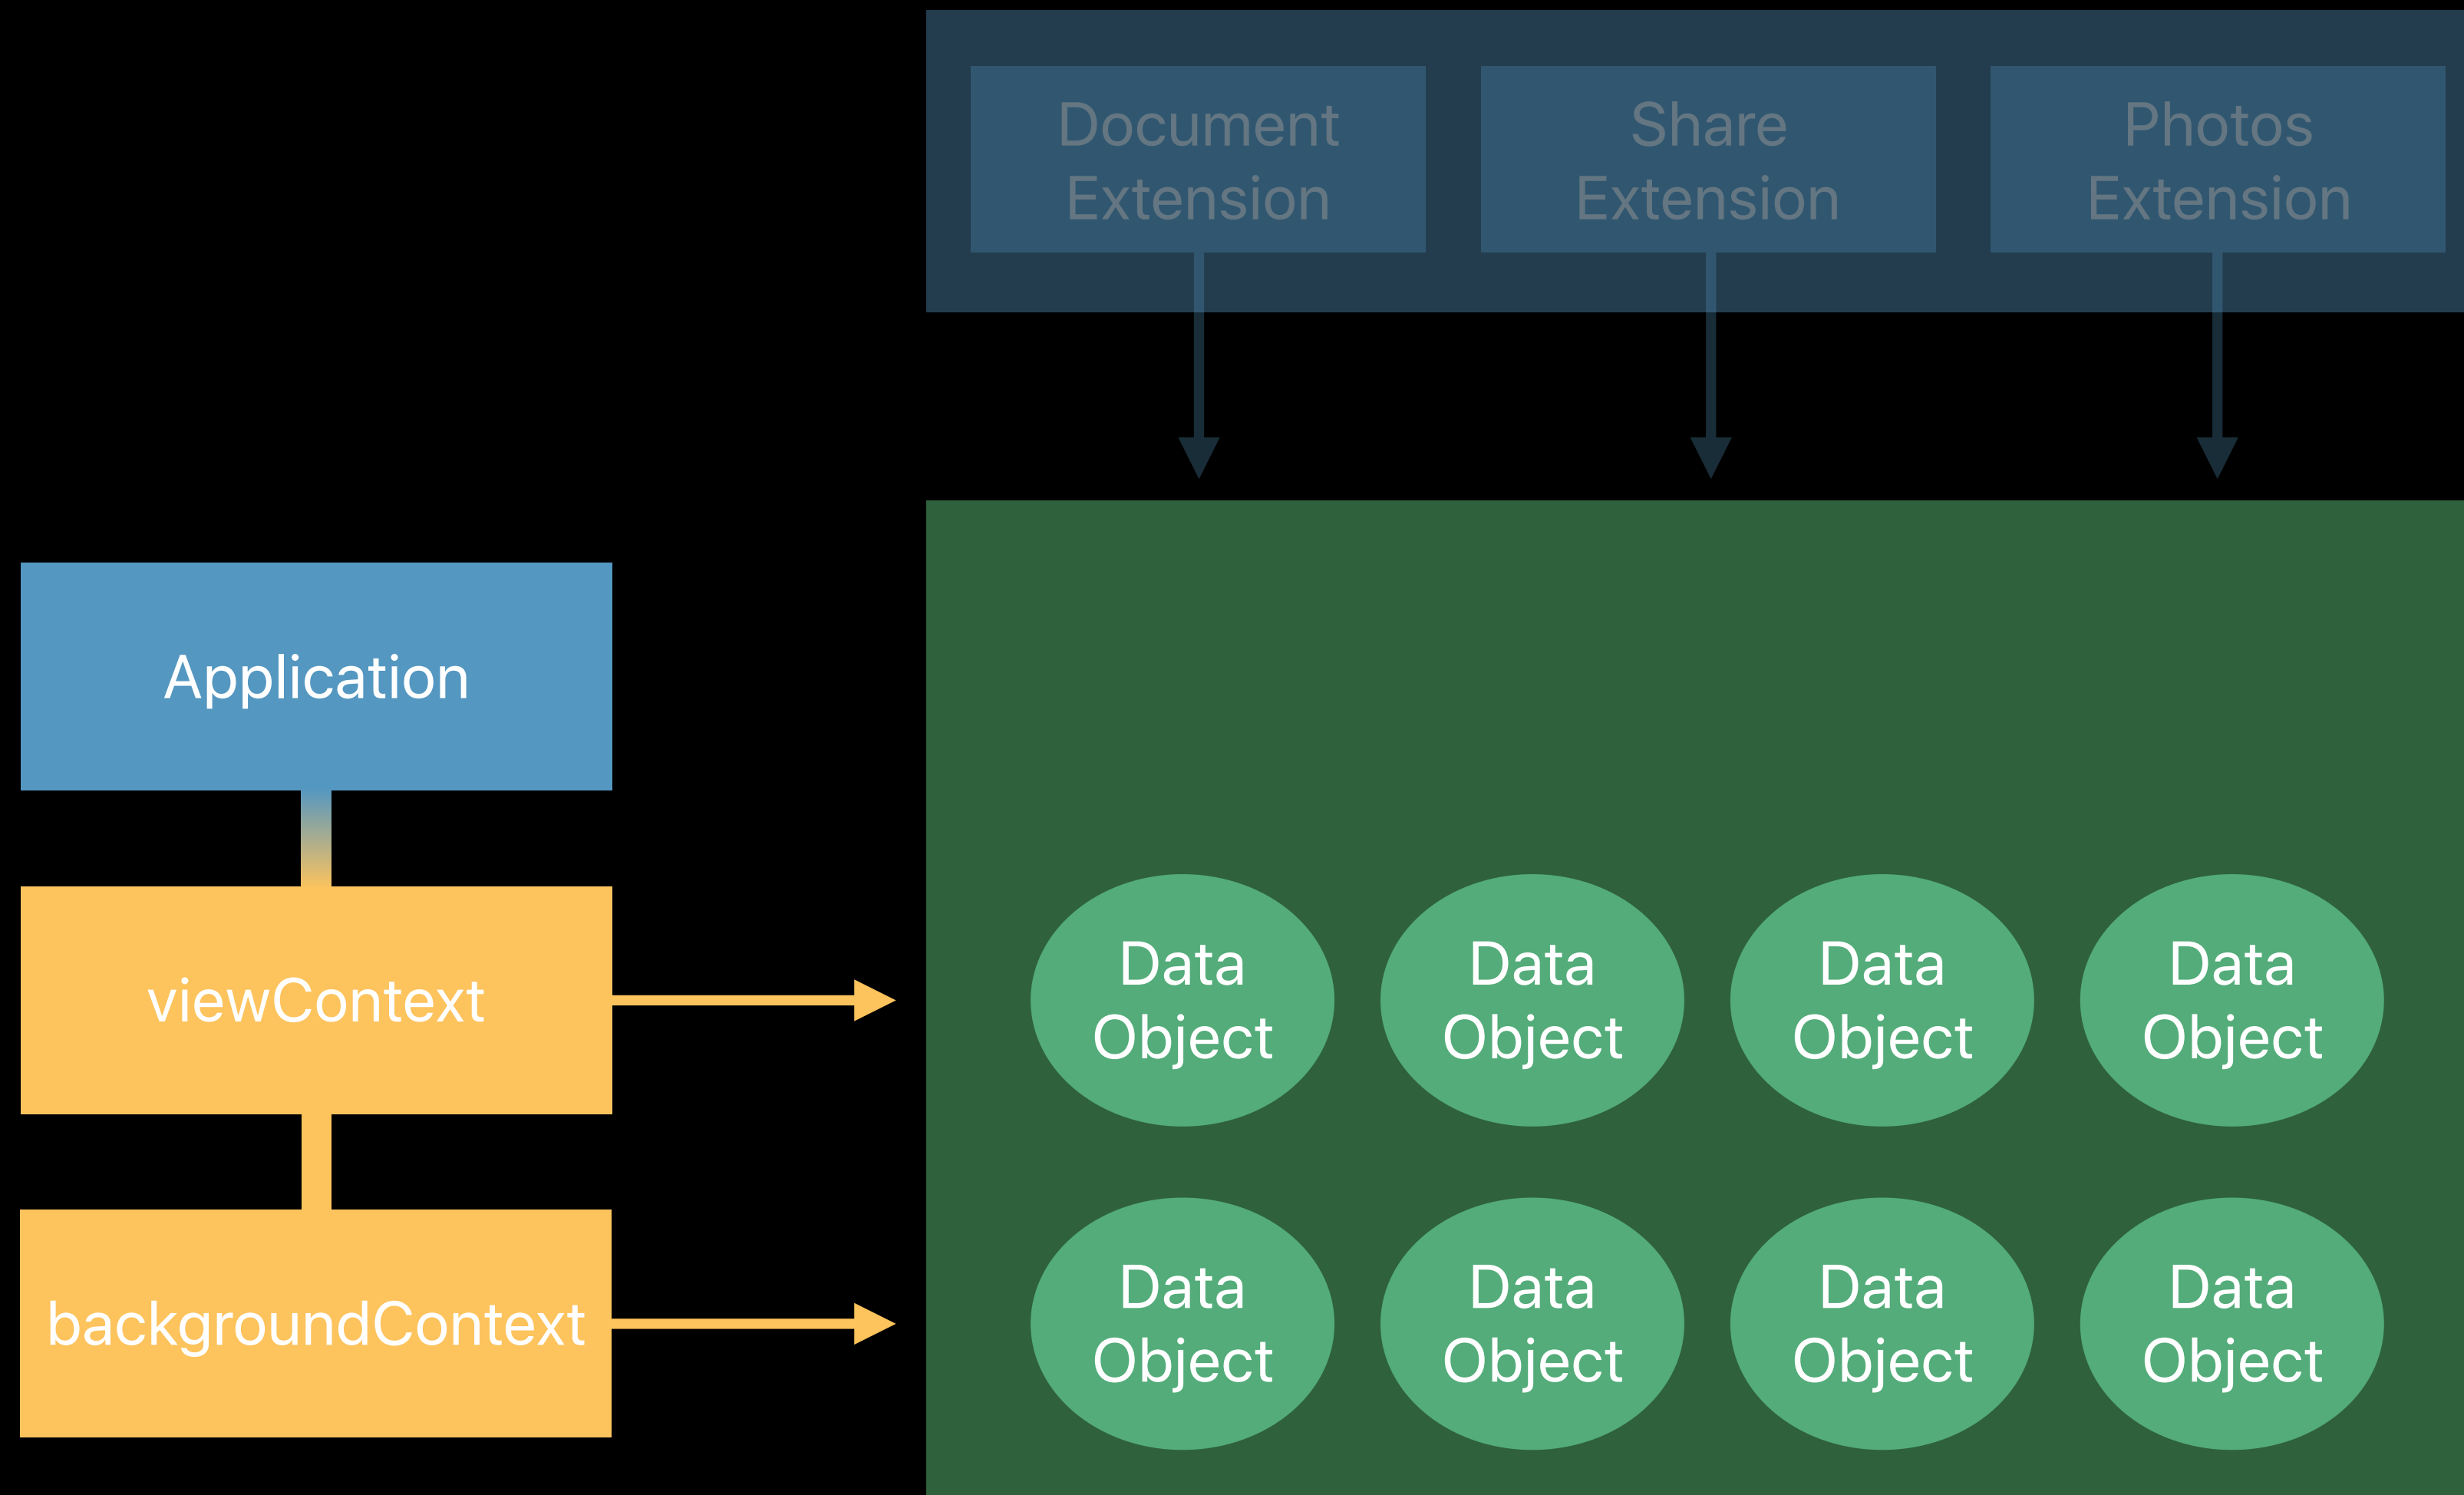 Document
Extension
Share
Extension
Photos
Extension
Application
viewContext
Data
Object
Data
Object
Data
Object
Data
Object
backgroundContext
Data
Object
Data
Object
Data
Object
Data
Object